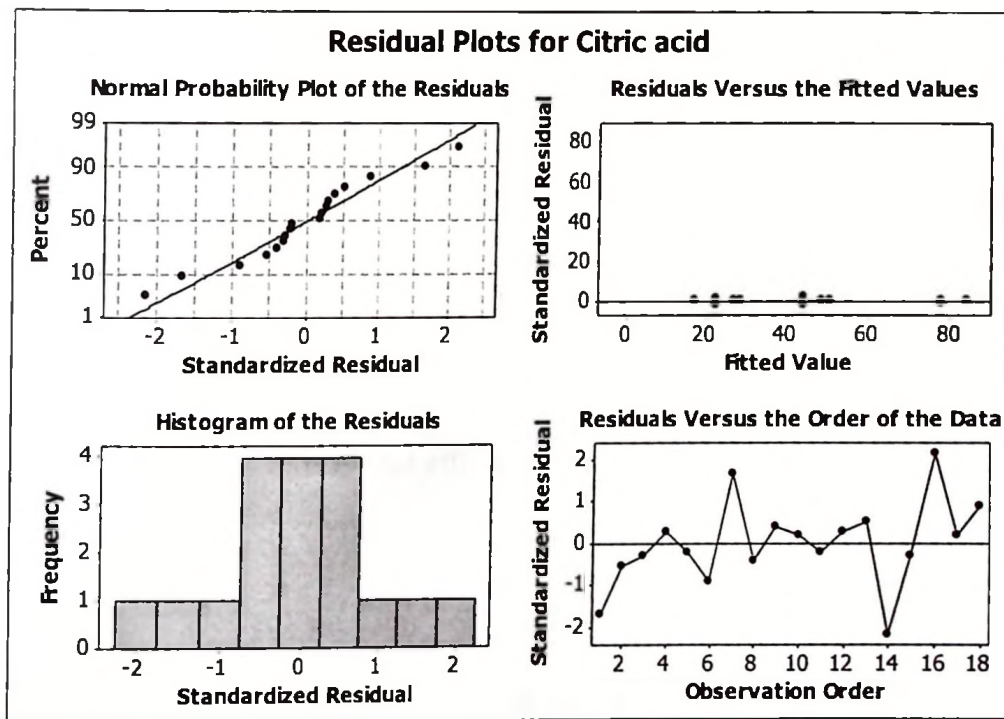 Residual Plots for Citric acid
Normal Probability Plot of the Residuals
99
90
50
10
1
Percent
-2 -1 0 1 2
Standardized Residual
Residuals Versus the Fitted Values
80
60
40
20
0
Standardized Residual
0 20 40 60 80
Fitted Value
Histogram of the Residuals
4
3
2
1
0
Frequency
-2 -1 0 1 2
Standardized Residual
Residuals Versus the Order of the Data
2
1
0
-1
-2
Standardized Residual
2 4 6 8 10 12 14 16 18
Observation Order